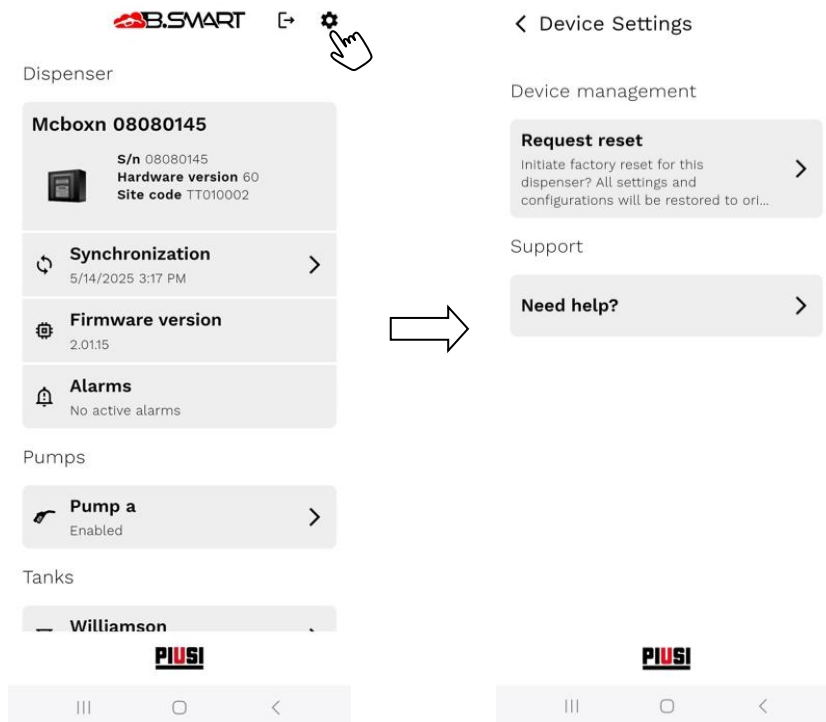 B.SMART
Dispenser
Mcboxn 08080145
S/n 08080145
Hardware version 60
Site code TT010002
Synchronization
5/14/2025 3:17 PM
Firmware version
2.01.15
Alarms
No active alarms
Pumps
Pump a
Enabled
Tanks
Williamson
PIUSI
Device Settings
Device management
Request reset
Initiate factory reset for this
dispenser? All settings and
configurations will be restored to ori...
Support
Need help?
PIUSI